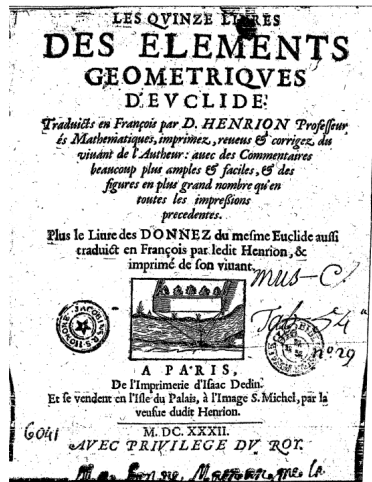 LES QVINZE LIVRES
DES ELEMENTS
GEOMETRIQVES
D'EVCLIDE:
Traduicts en François par D. HENRION Professeur
és Mathematiques, imprimez, reueus & corrigez, du
viuant de l'Autheur: auec des Commentaires
beaucoup plus amples & faciles, & des
figures en plus grand nombre qu'en
toutes les impreßions
precedentes.
Plus le Liure des DONNEZ du mesme Euclide aussi
traduict en François par ledit Henrion, &
imprimé de son viuant.
mus-C.
n° 29
A PARIS,
De l'Imprimerie d'Isaac Dedin.
Et se vendent en l'Isle du Palais, à l'Image S. Michel, par la
veufue dudit Henrion.
6041
M. DC. XXXII.
AVEC PRIVILEGE DV ROY.